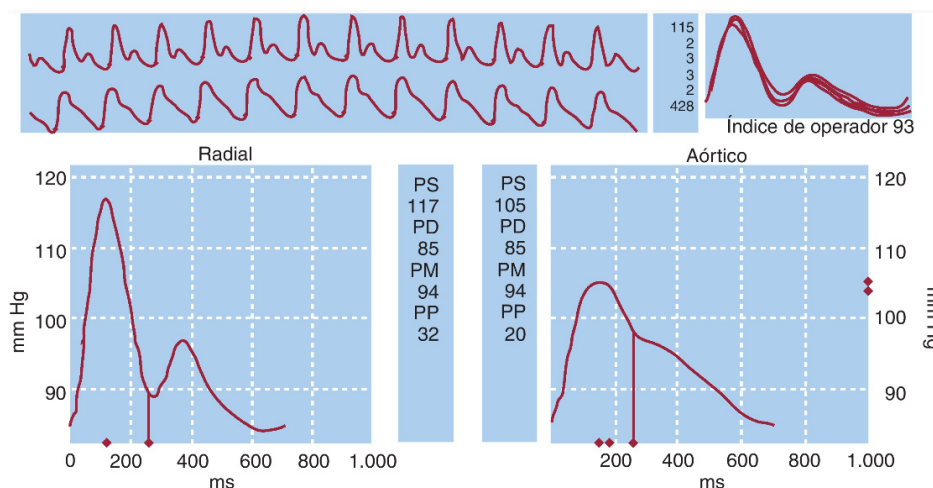 115
2
3
3
2
428
Índice de operador 93
Radial
Aórtico
120
110
100
90
mm Hg
0 200 400 600 800 1.000
ms
PS
117
PD
85
PM
94
PP
32
PS
105
PD
85
PM
94
PP
20
200 400 600 800 1.000
ms
120
110
100
90
mm Hg